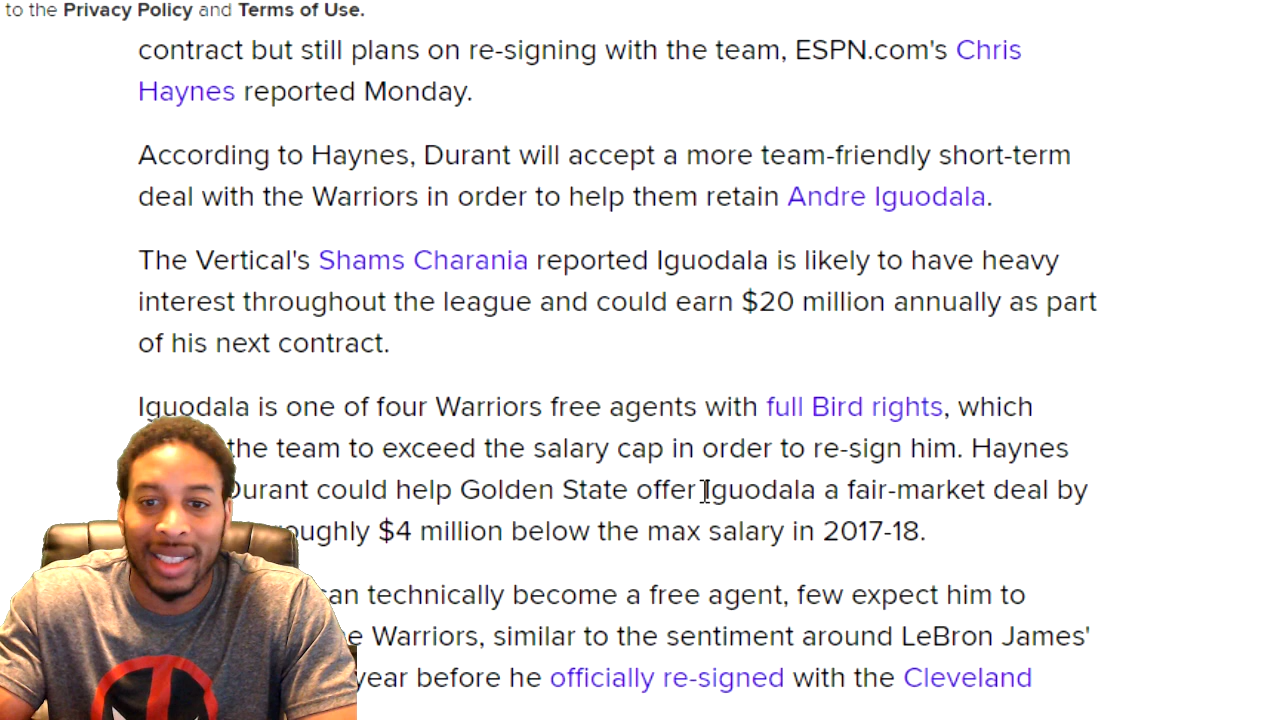 to the Privacy Policy and Terms of Use.
contract but still plans on re-signing with the team, ESPN.com's Chris
Haynes reported Monday.
According to Haynes, Durant will accept a more team-friendly short-term
deal with the Warriors in order to help them retain Andre Iguodala.
The Vertical's Shams Charania reported Iguodala is likely to have heavy
interest throughout the league and could earn $20 million annually as part
of his next contract.
Iguodala is one of four Warriors free agents with full Bird rights, which
the team to exceed the salary cap in order to re-sign him. Haynes
Durant could help Golden State offer Iguodala a fair-market deal by
$4 million below the max salary in 2017-18.
can technically become a free agent, few expect him to
Warriors, similar to the sentiment around LeBron James'
year before he officially re-signed with the Cleveland